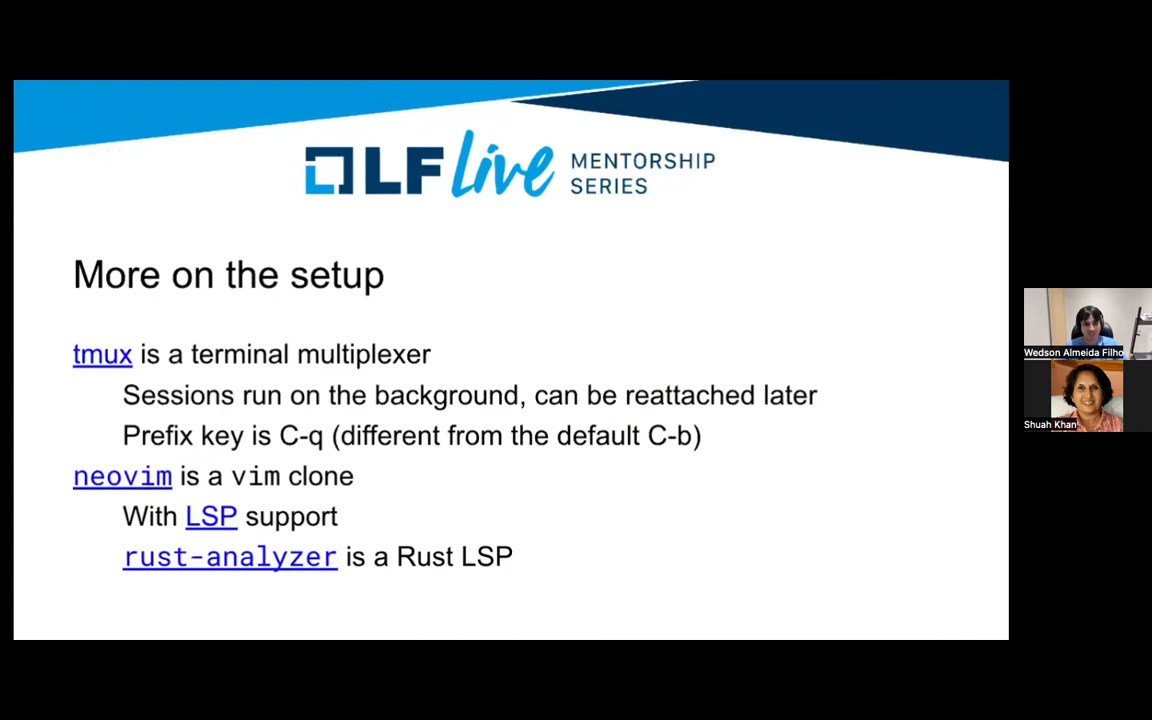 LF Live MENTORSHIP
SERIES
More on the setup
tmux is a terminal multiplexer
Sessions run on the background, can be reattached later
Prefix key is C-q (different from the default C-b)
neovim is a vim clone
With LSP support
rust-analyzer is a Rust LSP
Wedson Almeida Filho
Shuah Khan